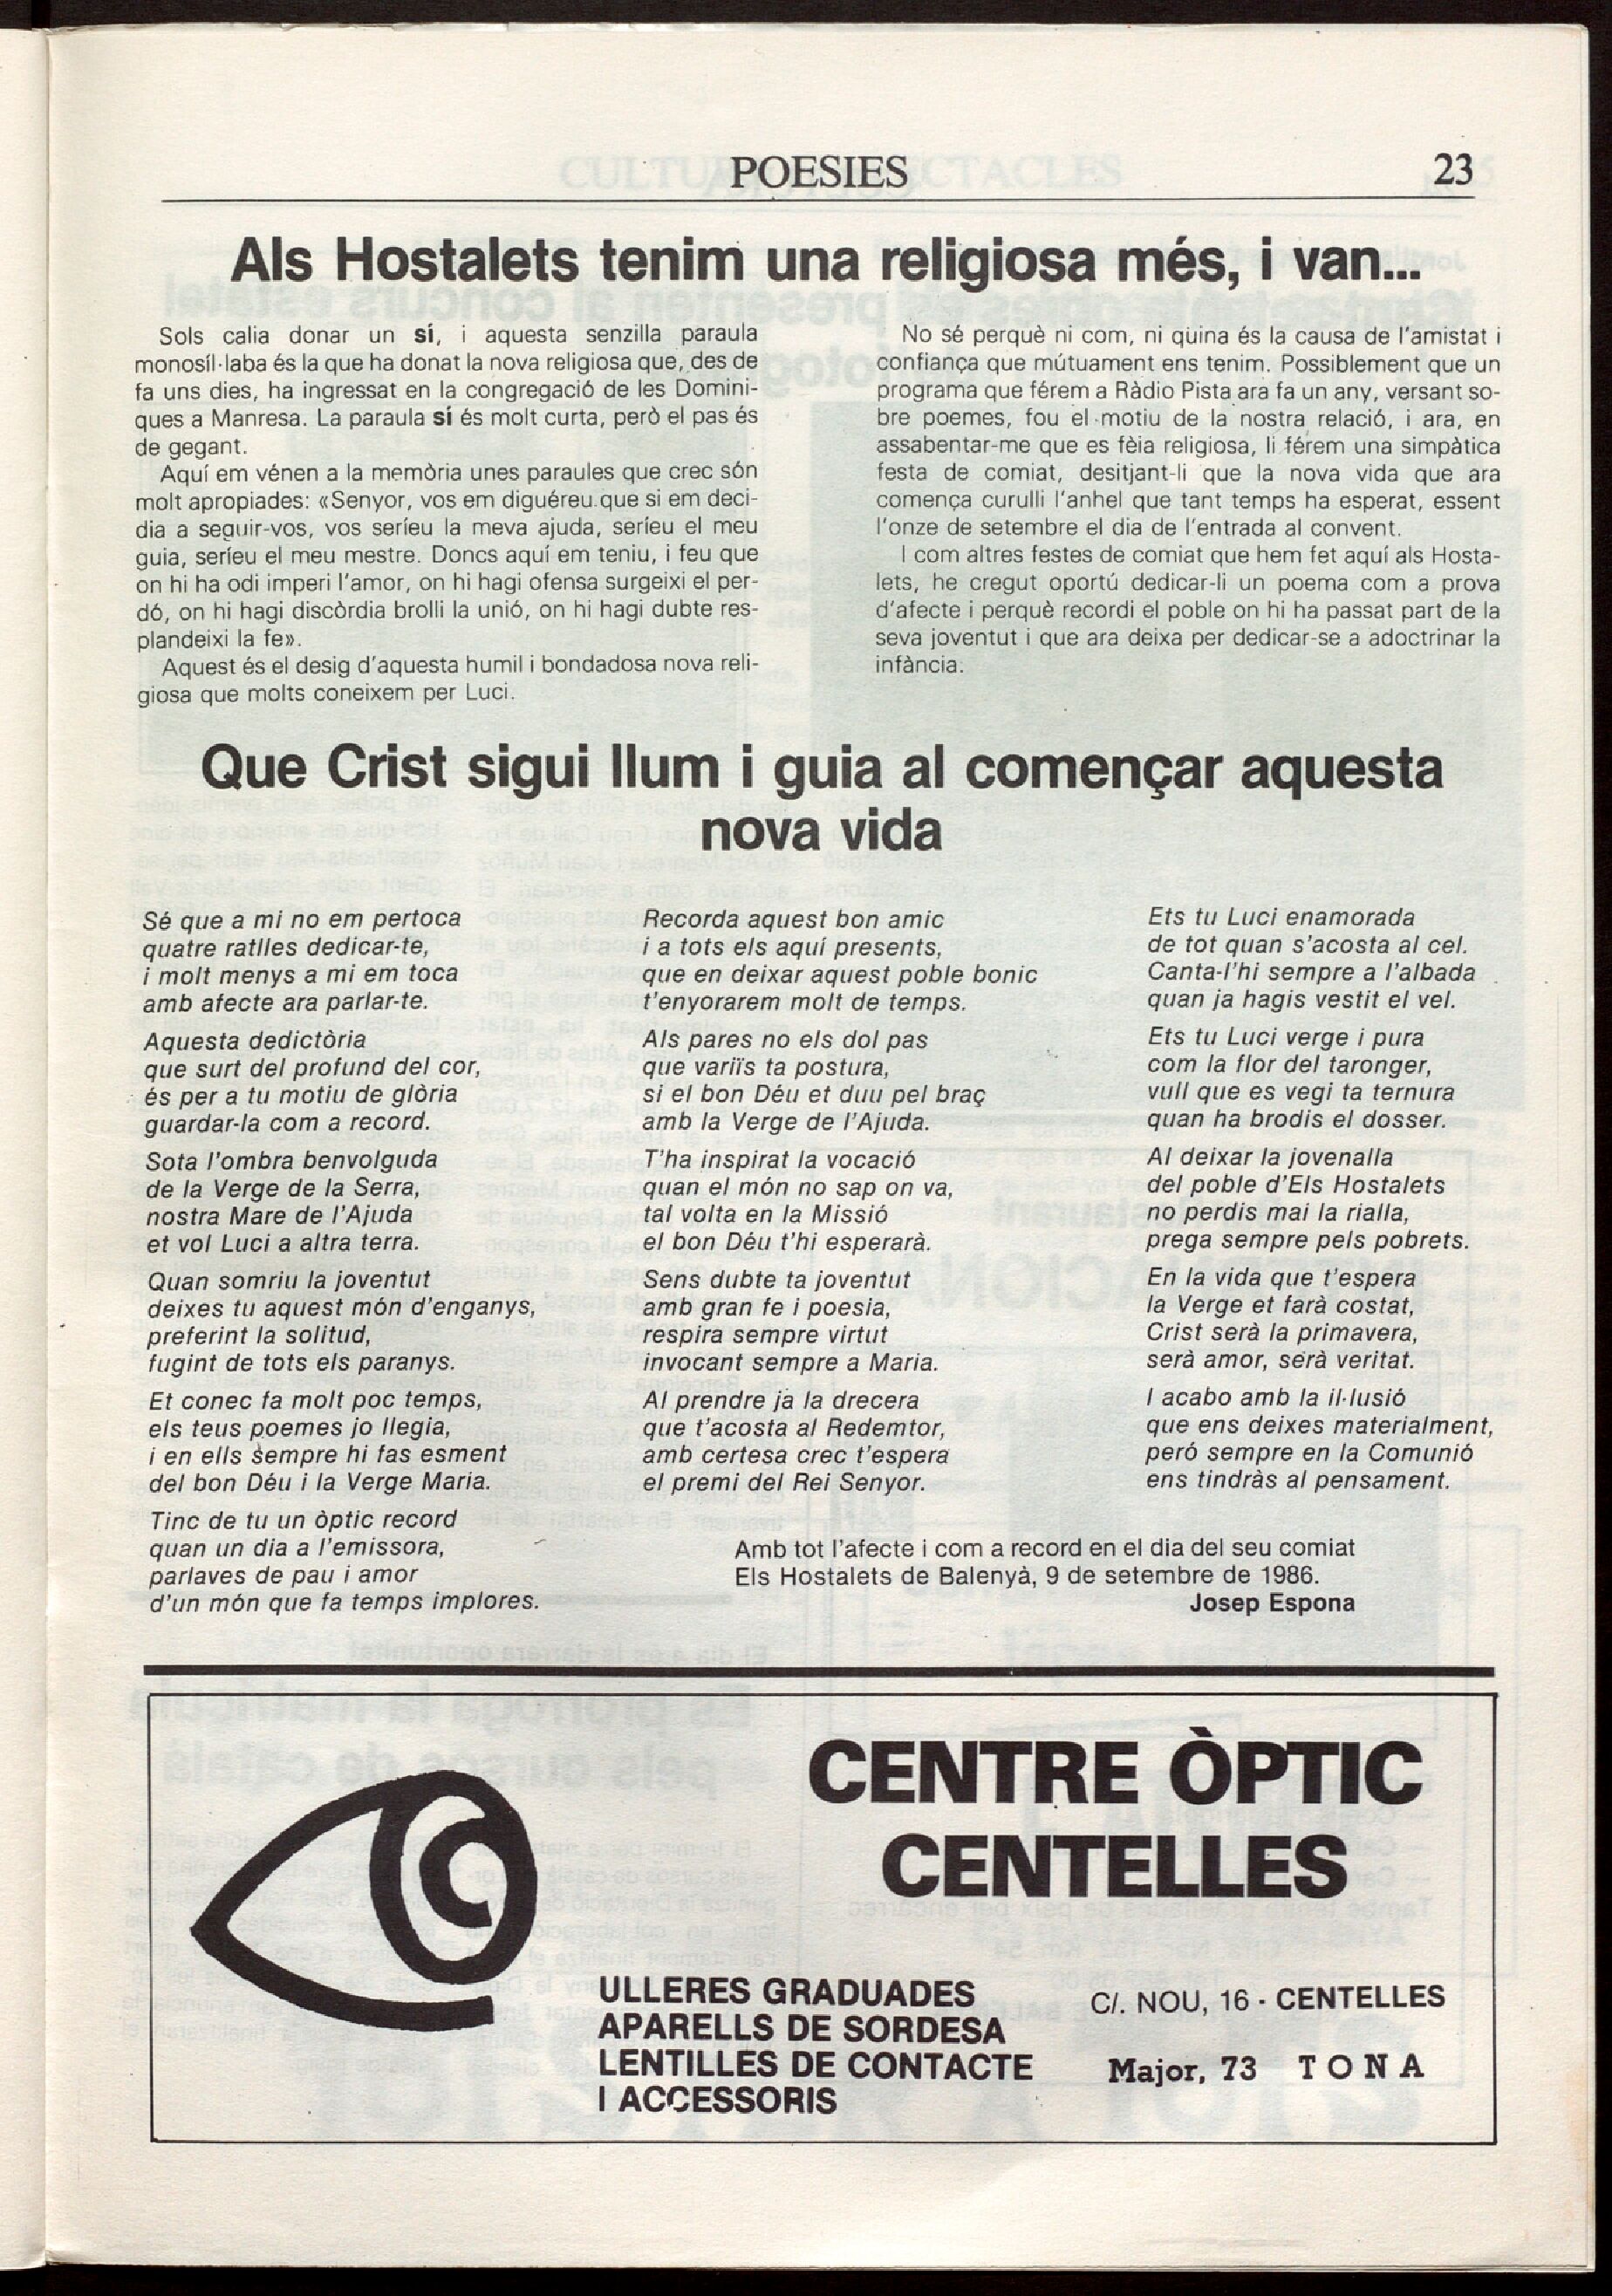 POESIES
23
Als Hostalets tenim una religiosa més, i van...
Sols calia donar un sí, i aquesta senzilla paraula
monosíl·laba és la que ha donat la nova religiosa que, des de
fa uns dies, ha ingressat en la congregació de les Domini-
ques a Manresa. La paraula sí és molt curta, però el pas és
de gegant.
Aquí em vénen a la memòria unes paraules que crec són
molt apropiades: «Senyor, vos em diguéreu que si em deci-
dia a seguir-vos, vos seríeu la meva ajuda, seríeu el meu
guia, seríeu el meu mestre. Doncs aquí em teniu, i feu que
on hi ha odi imperi l'amor, on hi hagi ofensa surgeixi el per-
dó, on hi hagi discòrdia brolli la unió, on hi hagi dubte res-
plandeixi la fe».
Aquest és el desig d'aquesta humil i bondadosa nova reli-
giosa que molts coneixem per Luci.
No sé perquè ni com, ni quina és la causa de l'amistat i
confiança que mútuament ens tenim. Possiblement que un
programa que férem a Ràdio Pista ara fa un any, versant so-
bre poemes, fou el motiu de la nostra relació, i ara, en
assabentar-me que es fèia religiosa, li férem una simpàtica
festa de comiat, desitjant-li que la nova vida que ara
comença curulli l'anhel que tant temps ha esperat, essent
l'onze de setembre el dia de l'entrada al convent.
I com altres festes de comiat que hem fet aquí als Hosta-
lets, he cregut oportú dedicar-li un poema com a prova
d'afecte i perquè recordi el poble on hi ha passat part de la
seva joventut i que ara deixa per dedicar-se a adoctrinar la
infància.
Que Crist sigui llum i guia al començar aquesta
nova vida
Sé que a mi no em pertoca
quatre ratlles dedicar-te,
i molt menys a mi em toca
amb afecte ara parlar-te.
Aquesta dedictòria
que surt del profund del cor,
és per a tu motiu de glòria
guardar-la com a record.
Sota l'ombra benvolguda
de la Verge de la Serra,
nostra Mare de l'Ajuda
et vol Luci a altra terra.
Quan somriu la joventut
deixes tu aquest món d'enganys,
preferint la solitud,
fugint de tots els paranys.
Et conec fa molt poc temps,
els teus poemes jo llegia,
i en ells sempre hi fas esment
del bon Déu i la Verge Maria.
Tinc de tu un òptic record
quan un dia a l'emissora,
parlaves de pau i amor
d'un món que fa temps implores.
Recorda aquest bon amic
i a tots els aquí presents,
que en deixar aquest poble bonic
t'enyorarem molt de temps.
Als pares no els dol pas
que variïs ta postura,
si el bon Déu et duu pel braç
amb la Verge de l'Ajuda.
T'ha inspirat la vocació
quan el món no sap on va,
tal volta en la Missió
el bon Déu t'hi esperarà.
Sens dubte ta joventut
amb gran fe i poesia,
respira sempre virtut
invocant sempre a Maria.
Al prendre ja la drecera
que t'acosta al Redemtor,
amb certesa crec t'espera
el premi del Rei Senyor.
Ets tu Luci enamorada
de tot quan s'acosta al cel.
Canta-l'hi sempre a l'albada
quan ja hagis vestit el vel.
Ets tu Luci verge i pura
com la flor del taronger,
vull que es vegi ta ternura
quan ha brodis el dosser.
Al deixar la jovenalla
del poble d'Els Hostalets
no perdis mai la rialla,
prega sempre pels pobrets.
En la vida que t'espera
la Verge et farà costat,
Crist serà la primavera,
serà amor, serà veritat.
I acabo amb la il·lusió
que ens deixes materialment,
peró sempre en la Comunió
ens tindràs al pensament.
Amb tot l'afecte i com a record en el dia del seu comiat
Els Hostalets de Balenyà, 9 de setembre de 1986.
Josep Espona
CENTRE ÒPTIC
CENTELLES
ULLERES GRADUADES
APARELLS DE SORDESA
LENTILLES DE CONTACTE
I ACCESSORIS
C/. NOU, 16 - CENTELLES
Major, 73 TONA